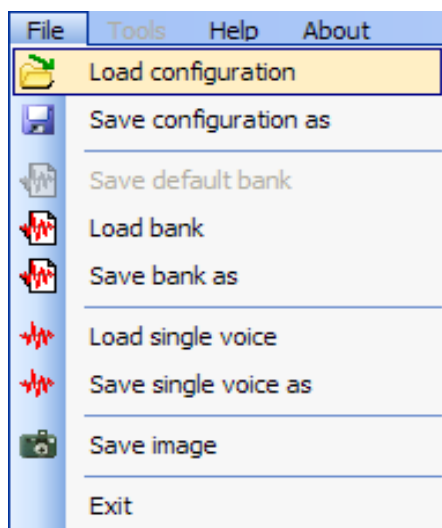 File Tools Help About
Load configuration
Save configuration as
Save default bank
Load bank
Save bank as
Load single voice
Save single voice as
Save image
Exit